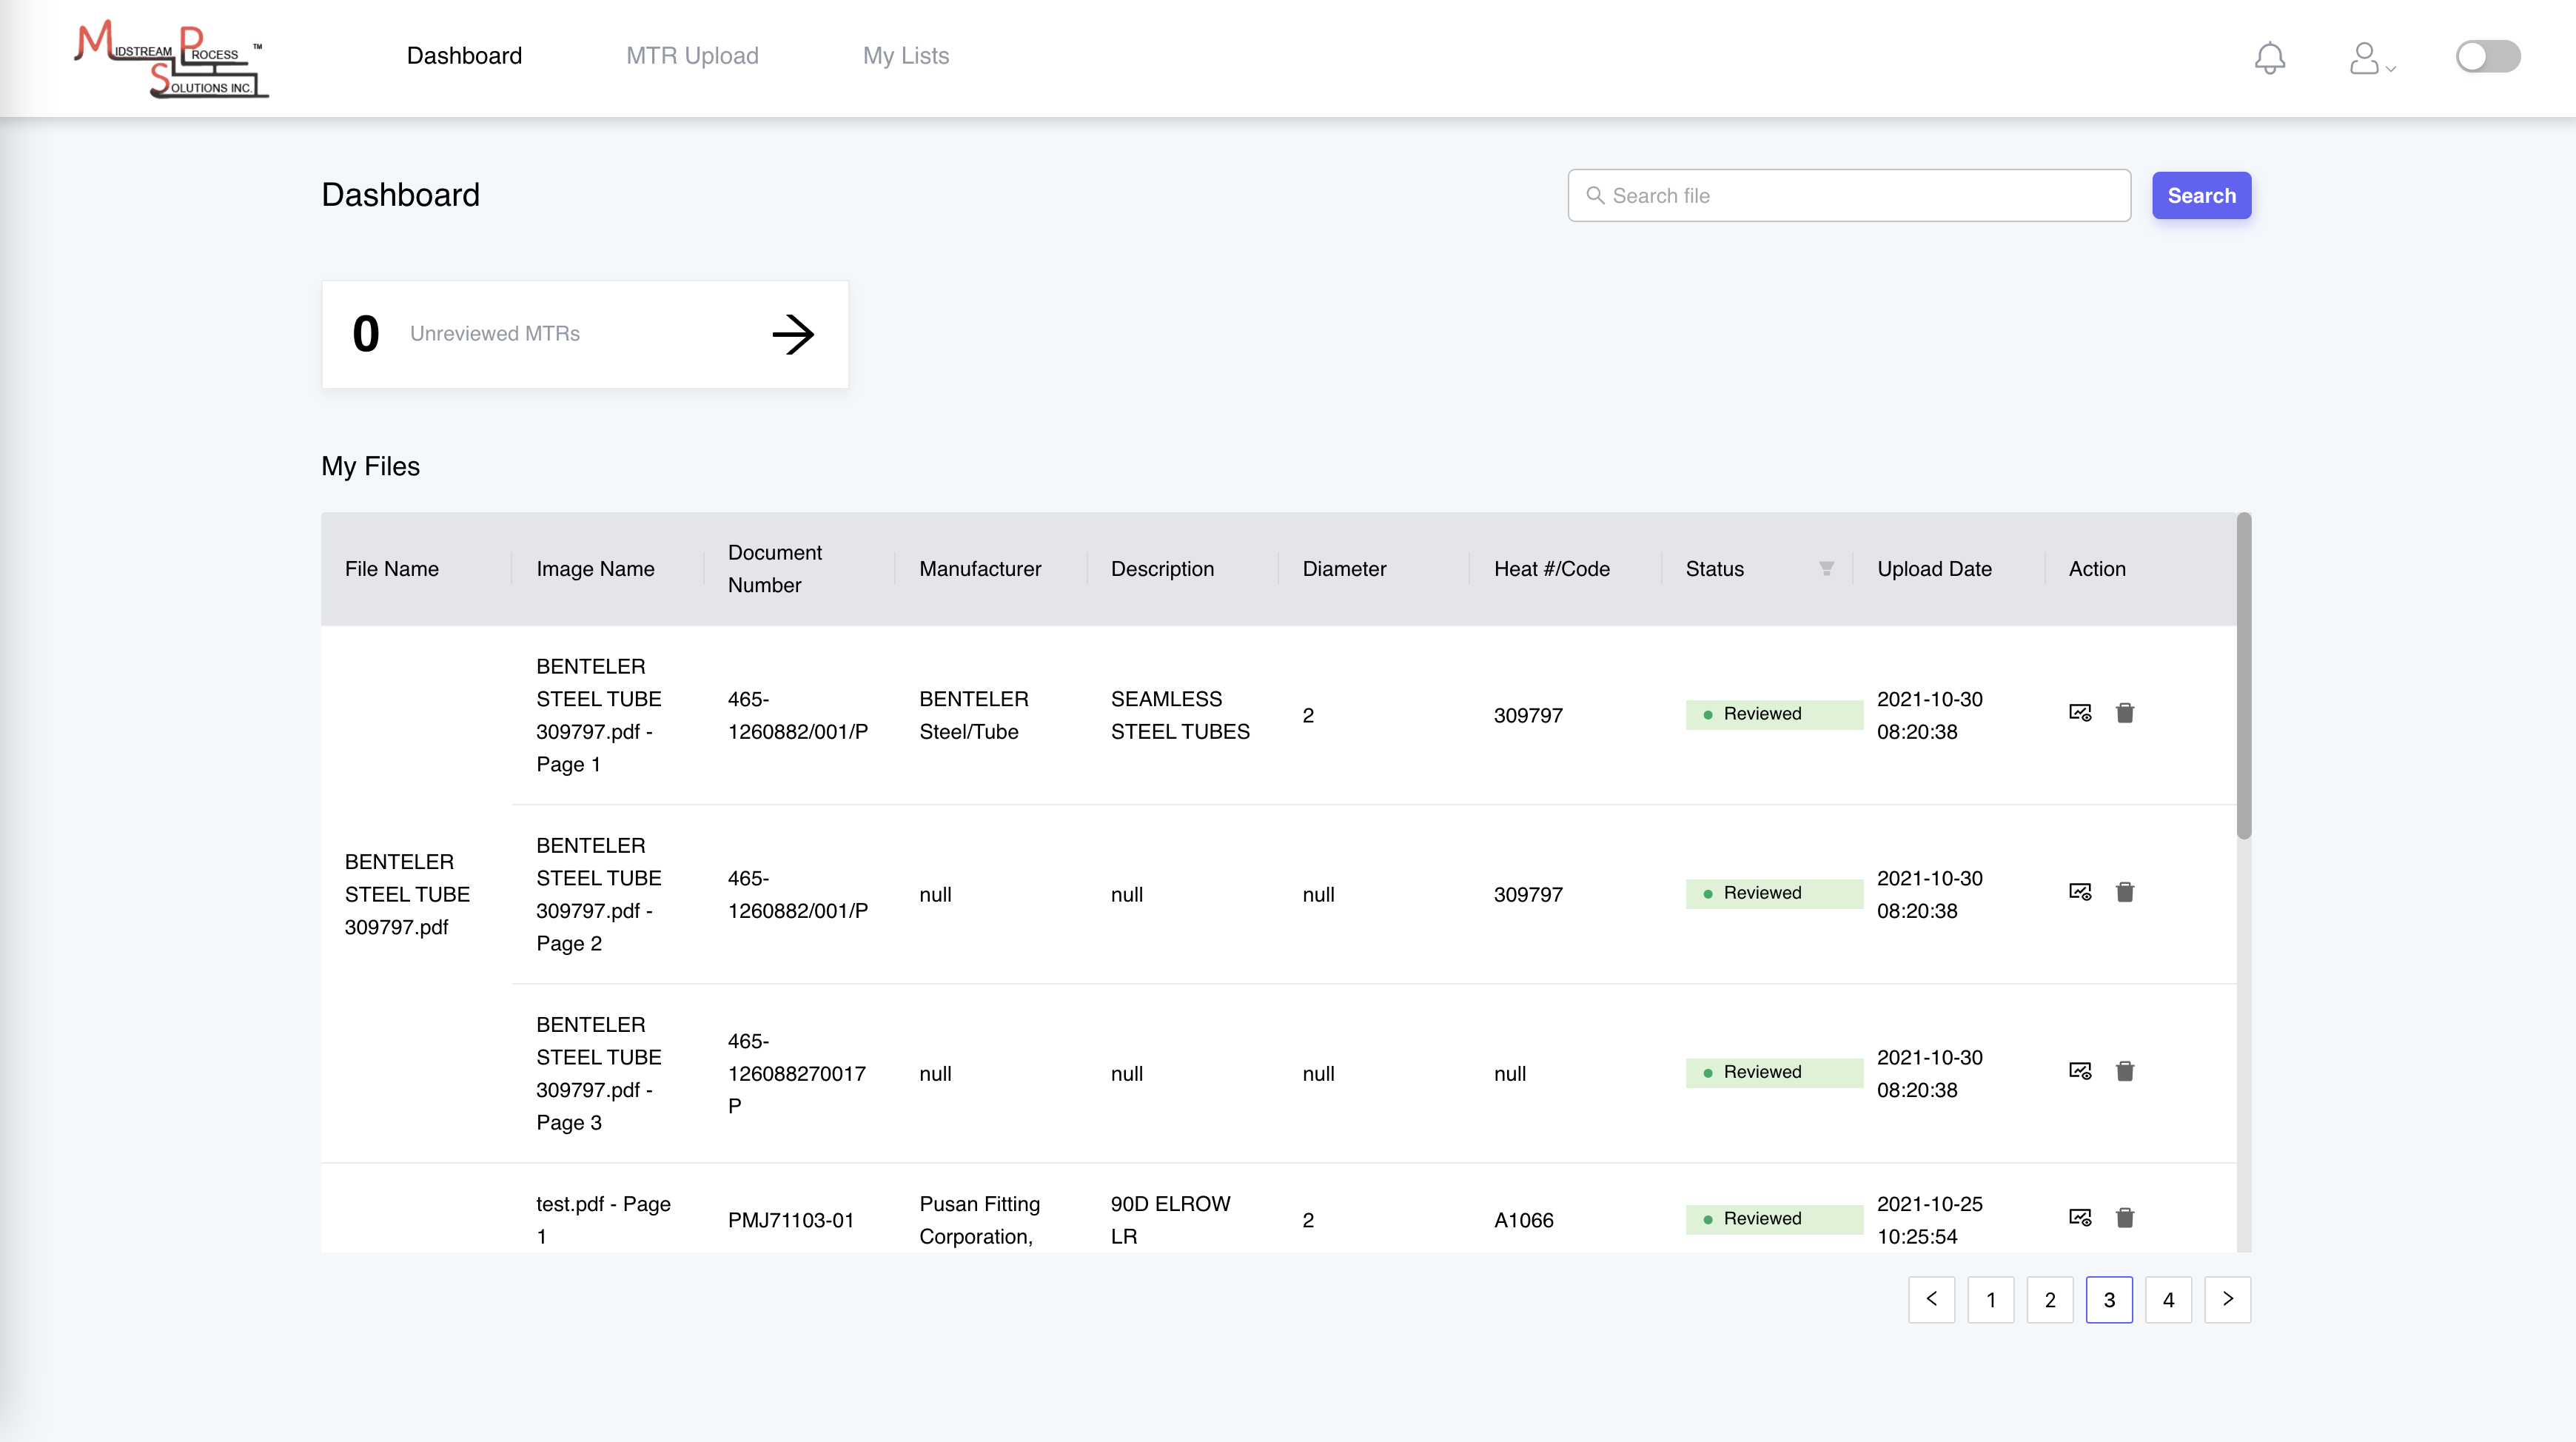 MIDSTREAM PROCESS ™
SOLUTIONS INC.
Dashboard
MTR Upload
My Lists
Dashboard
Search file
Search
0
Unreviewed MTRs
My Files
File Name
Image Name
Document
Number
Manufacturer
Description
Diameter
Heat #/Code
Status
Upload Date
Action
BENTELER
STEEL TUBE
309797.pdf
BENTELER
STEEL TUBE
309797.pdf -
Page 1
465-
1260882/001/P
BENTELER
Steel/Tube
SEAMLESS
STEEL TUBES
2
309797
Reviewed
2021-10-30
08:20:38
BENTELER
STEEL TUBE
309797.pdf -
Page 2
465-
1260882/001/P
null
null
null
309797
Reviewed
2021-10-30
08:20:38
BENTELER
STEEL TUBE
309797.pdf -
Page 3
465-
126088270017
P
null
null
null
null
Reviewed
2021-10-30
08:20:38
test.pdf - Page
1
PMJ71103-01
Pusan Fitting
Corporation,
90D ELROW
LR
2
A1066
Reviewed
2021-10-25
10:25:54
1
2
3
4